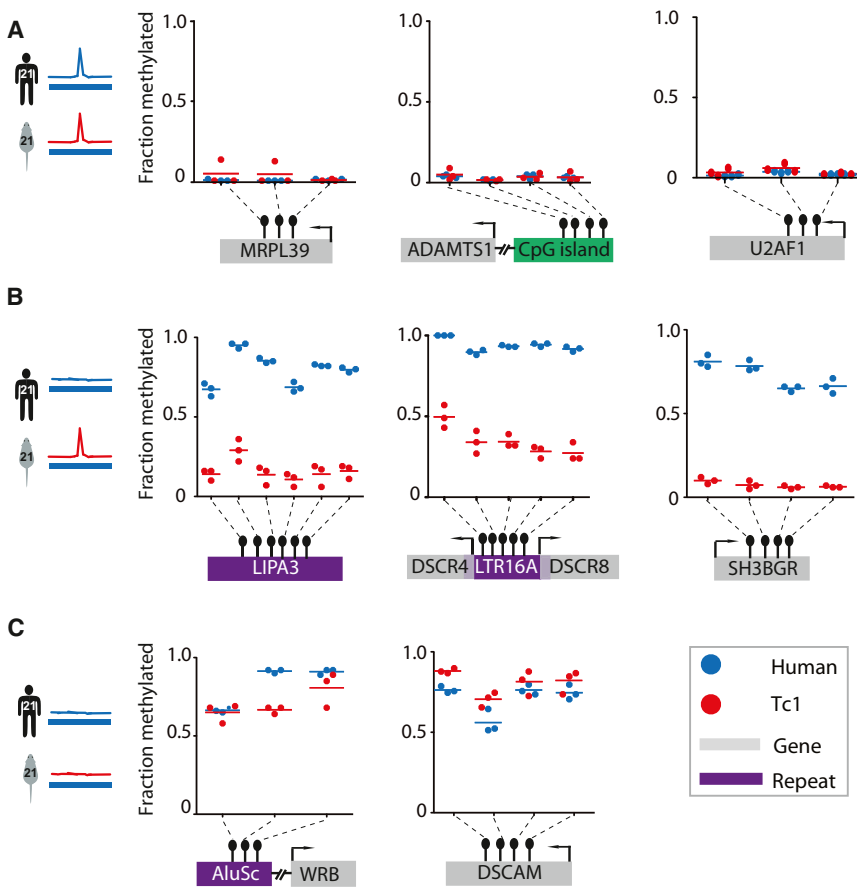 A
21
21
Fraction methylated
1.0
0.5
0
1.0
0.5
0
1.0
0.5
0
MRPL39
ADAMTS1
CpG island
U2AF1
B
21
21
Fraction methylated
1.0
0.5
0
1.0
0.5
0
1.0
0.5
0
LIPA3
DSCR4
LTR16A
DSCR8
SH3BGR
C
21
21
Fraction methylated
1.0
0.5
0.0
1.0
0.5
0
AluSc
WRB
DSCAM
Human
Tc1
Gene
Repeat